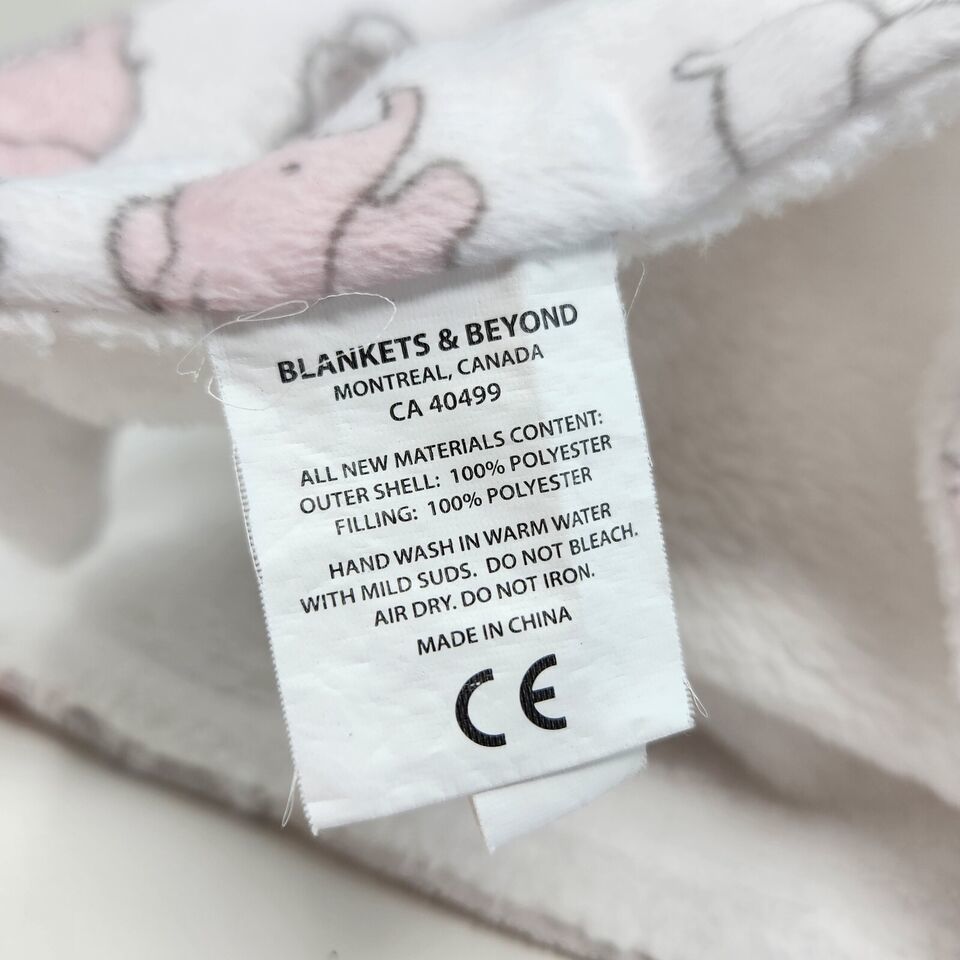 BLANKETS & BEYOND
MONTREAL, CANADA
CA 40499
ALL NEW MATERIALS CONTENT:
OUTER SHELL: 100% POLYESTER
FILLING: 100% POLYESTER
HAND WASH IN WARM WATER
WITH MILD SUDS. DO NOT BLEACH.
AIR DRY. DO NOT IRON.
MADE IN CHINA
CE